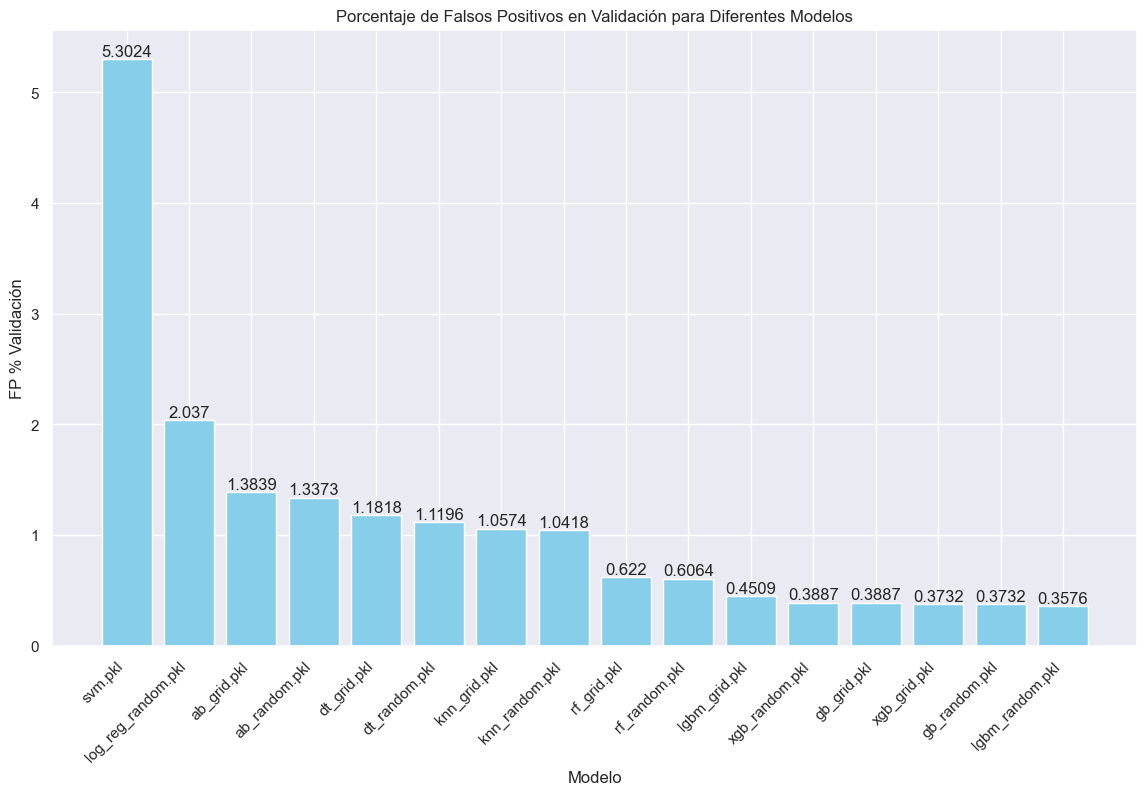 Porcentaje de Falsos Positivos en Validación para Diferentes Modelos
FP % Validación
5
4
3
2
1
0
5.3024
2.037
1.3839
1.3373
1.1818
1.1196
1.0574
1.0418
0.622
0.6064
0.4509
0.3887
0.3887
0.3732
0.3732
0.3576
svm.pkl
log_reg_random.pkl
ab_grid.pkl
ab_random.pkl
dt_grid.pkl
dt_random.pkl
knn_grid.pkl
knn_random.pkl
rf_grid.pkl
rf_random.pkl
lgbm_grid.pkl
xgb_random.pkl
gb_grid.pkl
xgb_grid.pkl
gb_random.pkl
lgbm_random.pkl
Modelo